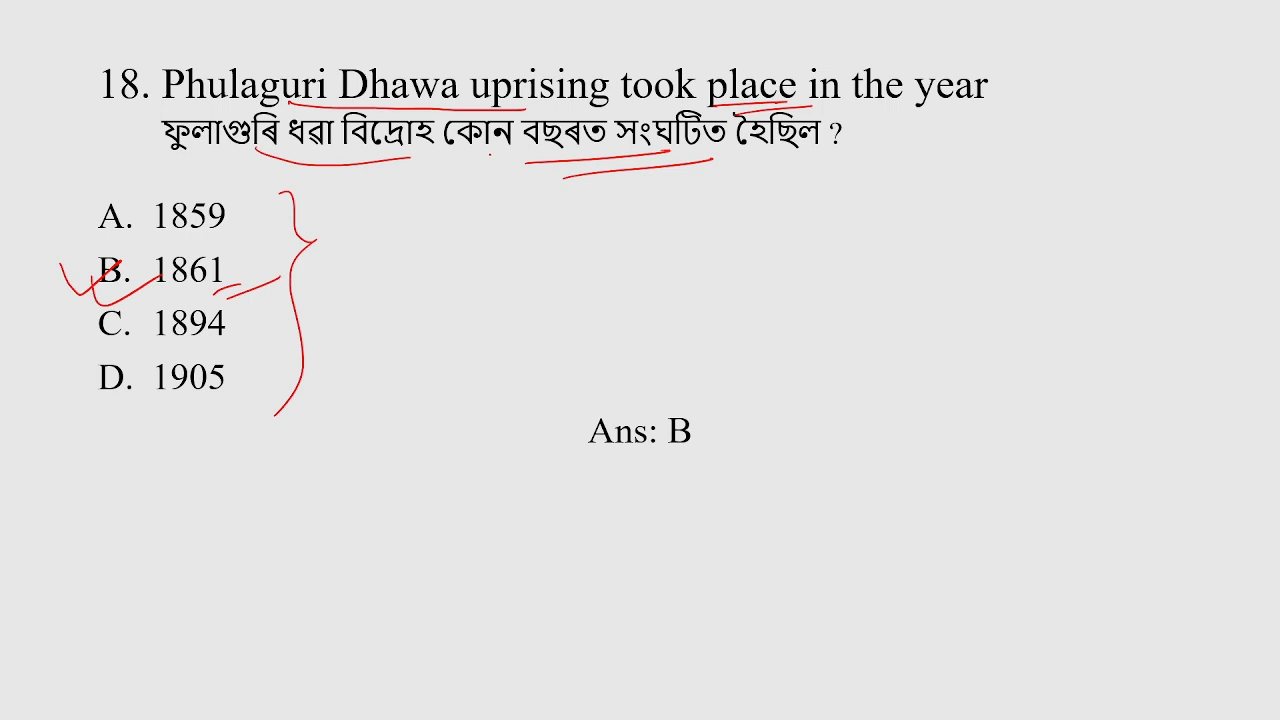 18. Phulaguri Dhawa uprising took place in the year
ফুলাগুৰি ধৱা বিদ্ৰোহ কোন বছৰত সংঘটিত হৈছিল ?
A. 1859
B. 1861
C. 1894
D. 1905
Ans: B